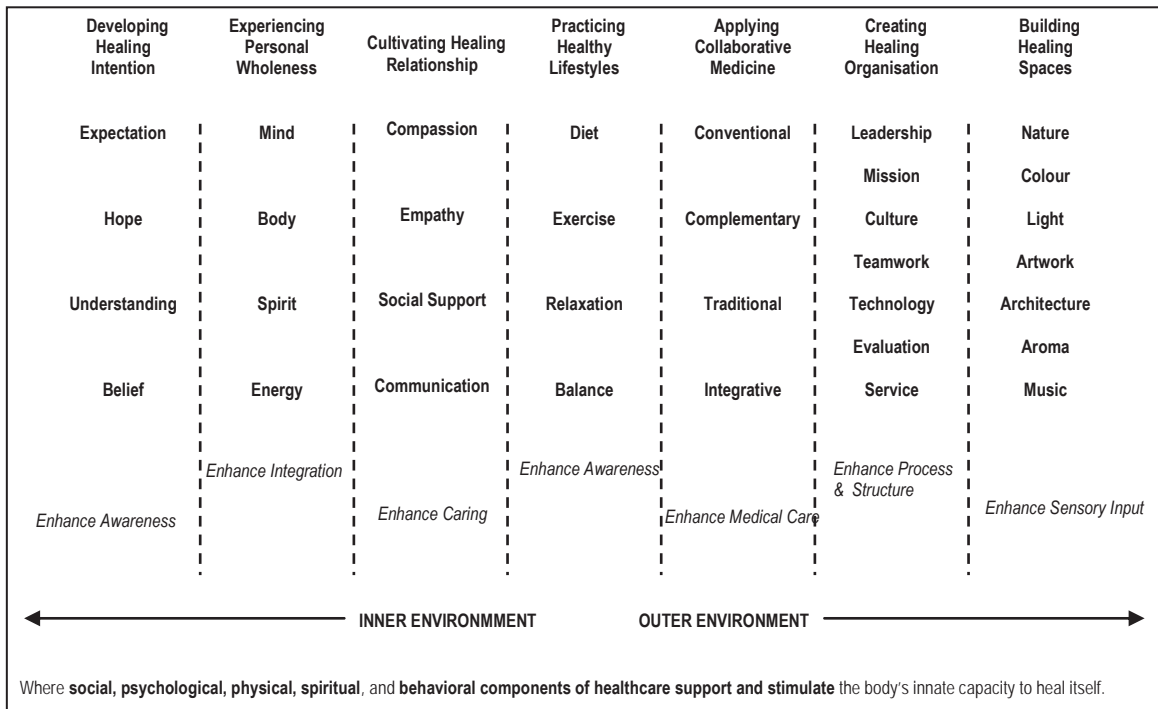 Developing
Healing
Intention
Experiencing
Personal
Wholeness
Cultivating Healing
Relationship
Practicing
Healthy
Lifestyles
Applying
Collaborative
Medicine
Creating
Healing
Organisation
Building
Healing
Spaces
Expectation
Hope
Understanding
Belief
Enhance Awareness
Mind
Body
Spirit
Energy
Enhance Integration
Compassion
Empathy
Social Support
Communication
Enhance Caring
Diet
Exercise
Relaxation
Balance
Enhance Awareness
Conventional
Complementary
Traditional
Integrative
Enhance Medical Care
Leadership
Mission
Culture
Teamwork
Technology
Evaluation
Service
Enhance Process
& Structure
Nature
Colour
Light
Artwork
Architecture
Aroma
Music
Enhance Sensory Input
INNER ENVIRONMMENT
OUTER ENVIRONMENT
Where social, psychological, physical, spiritual, and behavioral components of healthcare support and stimulate the body's innate capacity to heal itself.